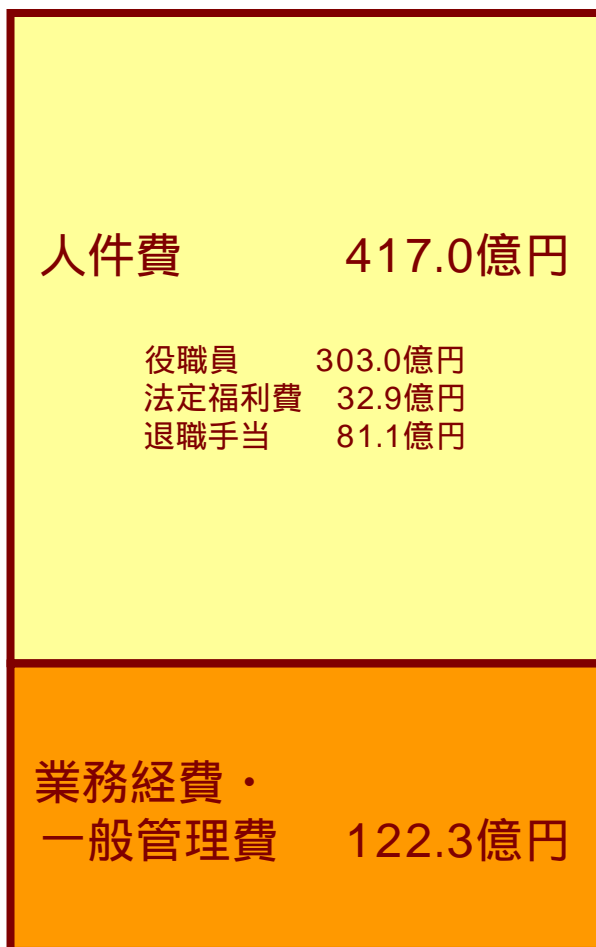 人件費 417.0億円
役職員 303.0億円
法定福利費 32.9億円
退職手当 81.1億円
業務経費・
一般管理費 122.3億円